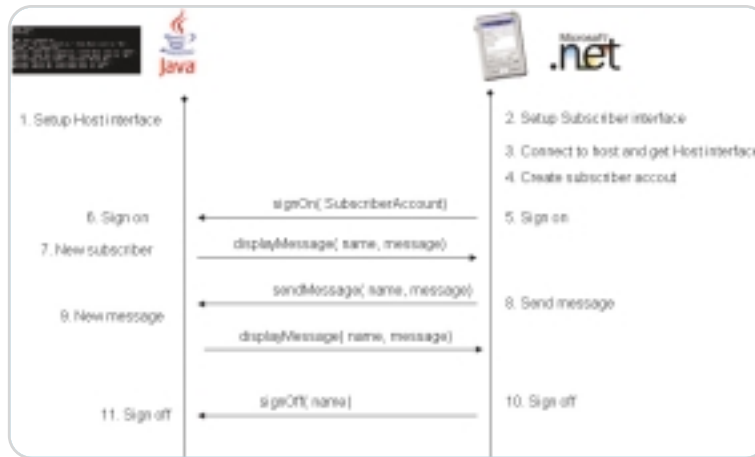 Java
Microsoft
.net
1. Setup Host interface
2. Setup Subscriber interface
3. Connect to host and get Host interface
4. Create subscriber accout
signOn( SubscriberAccount)
6. Sign on
5. Sign on
displayMessage( name, message)
7. New subscriber
sendMessage( name, message)
8. Send message
9. New message
displayMessage( name, message)
signOff( name)
10. Sign off
11. Sign off